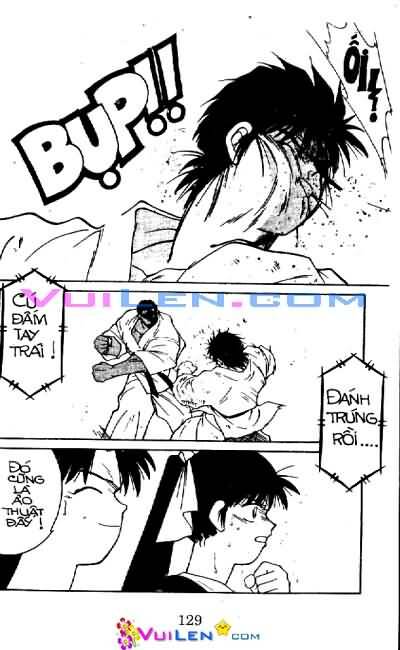 ỐI!!
BỤP!!
CÚ
ĐẤM
TAY
TRÁI!
VUILEN.COM
ĐÁNH
TRÚNG
RỒI....
ĐÓ
CŨNG
LÀ
ẢO
THUẬT
ĐẤY!
129
VUILEN.COM